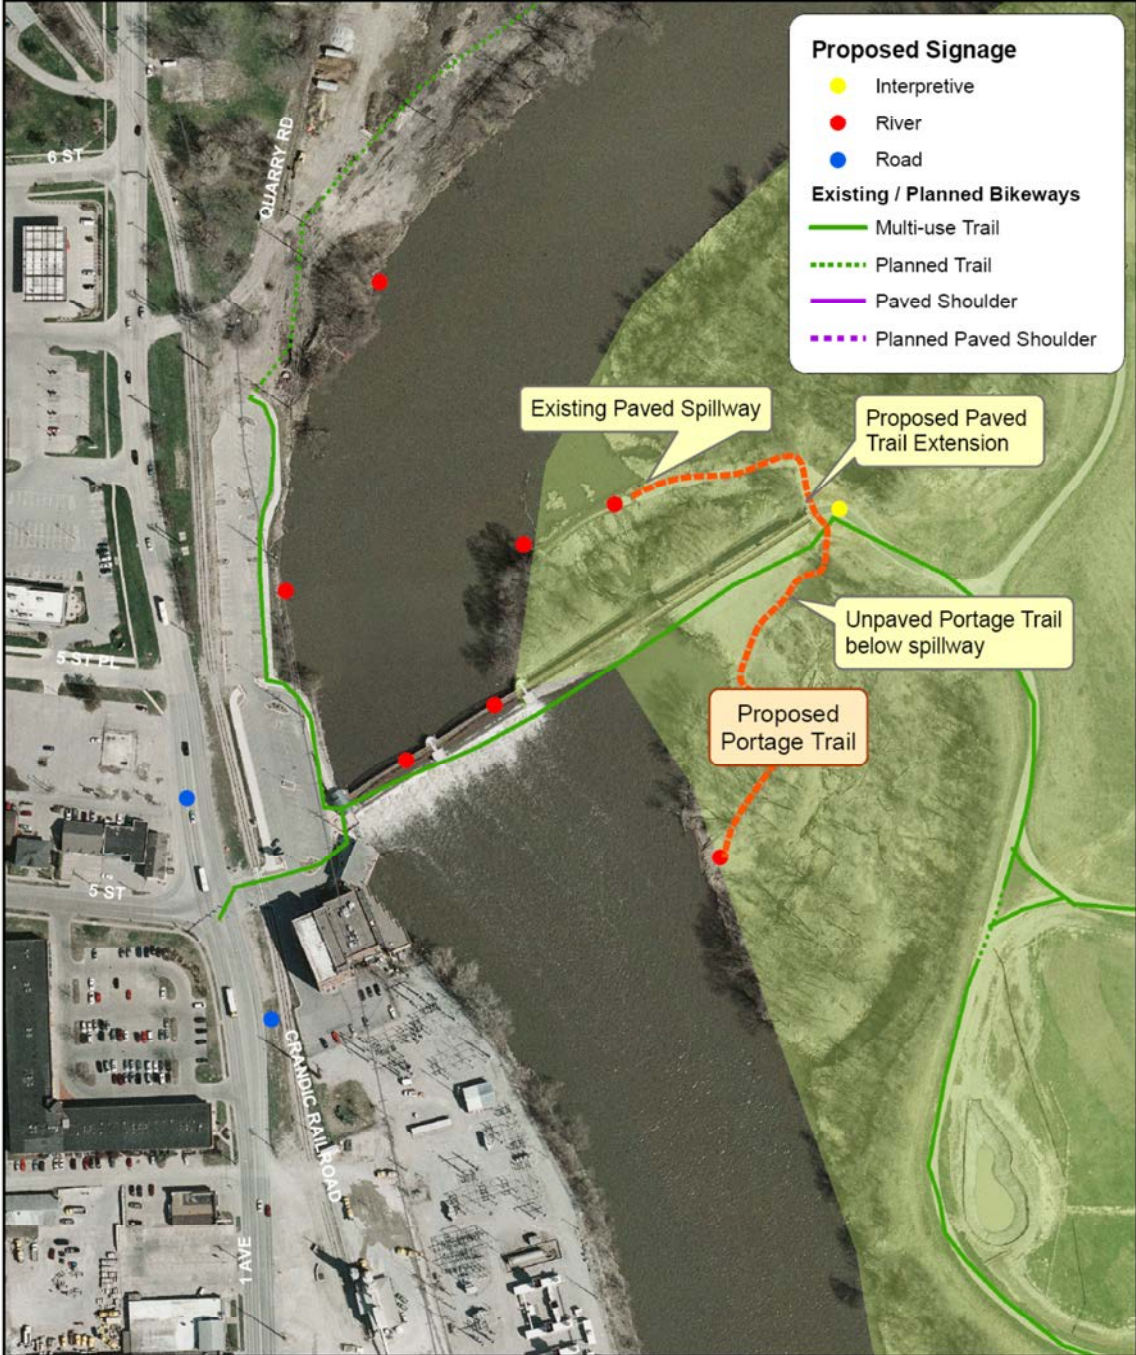 Proposed Signage
Interpretive
River
Road
Existing / Planned Bikeways
Multi-use Trail
Planned Trail
Paved Shoulder
Planned Paved Shoulder
6 ST
QUARRY RD
Existing Paved Spillway
Proposed Paved
Trail Extension
Unpaved Portage Trail
below spillway
5 ST PL
Proposed
Portage Trail
5 ST
CRANDIC RAILROAD
1 AVE